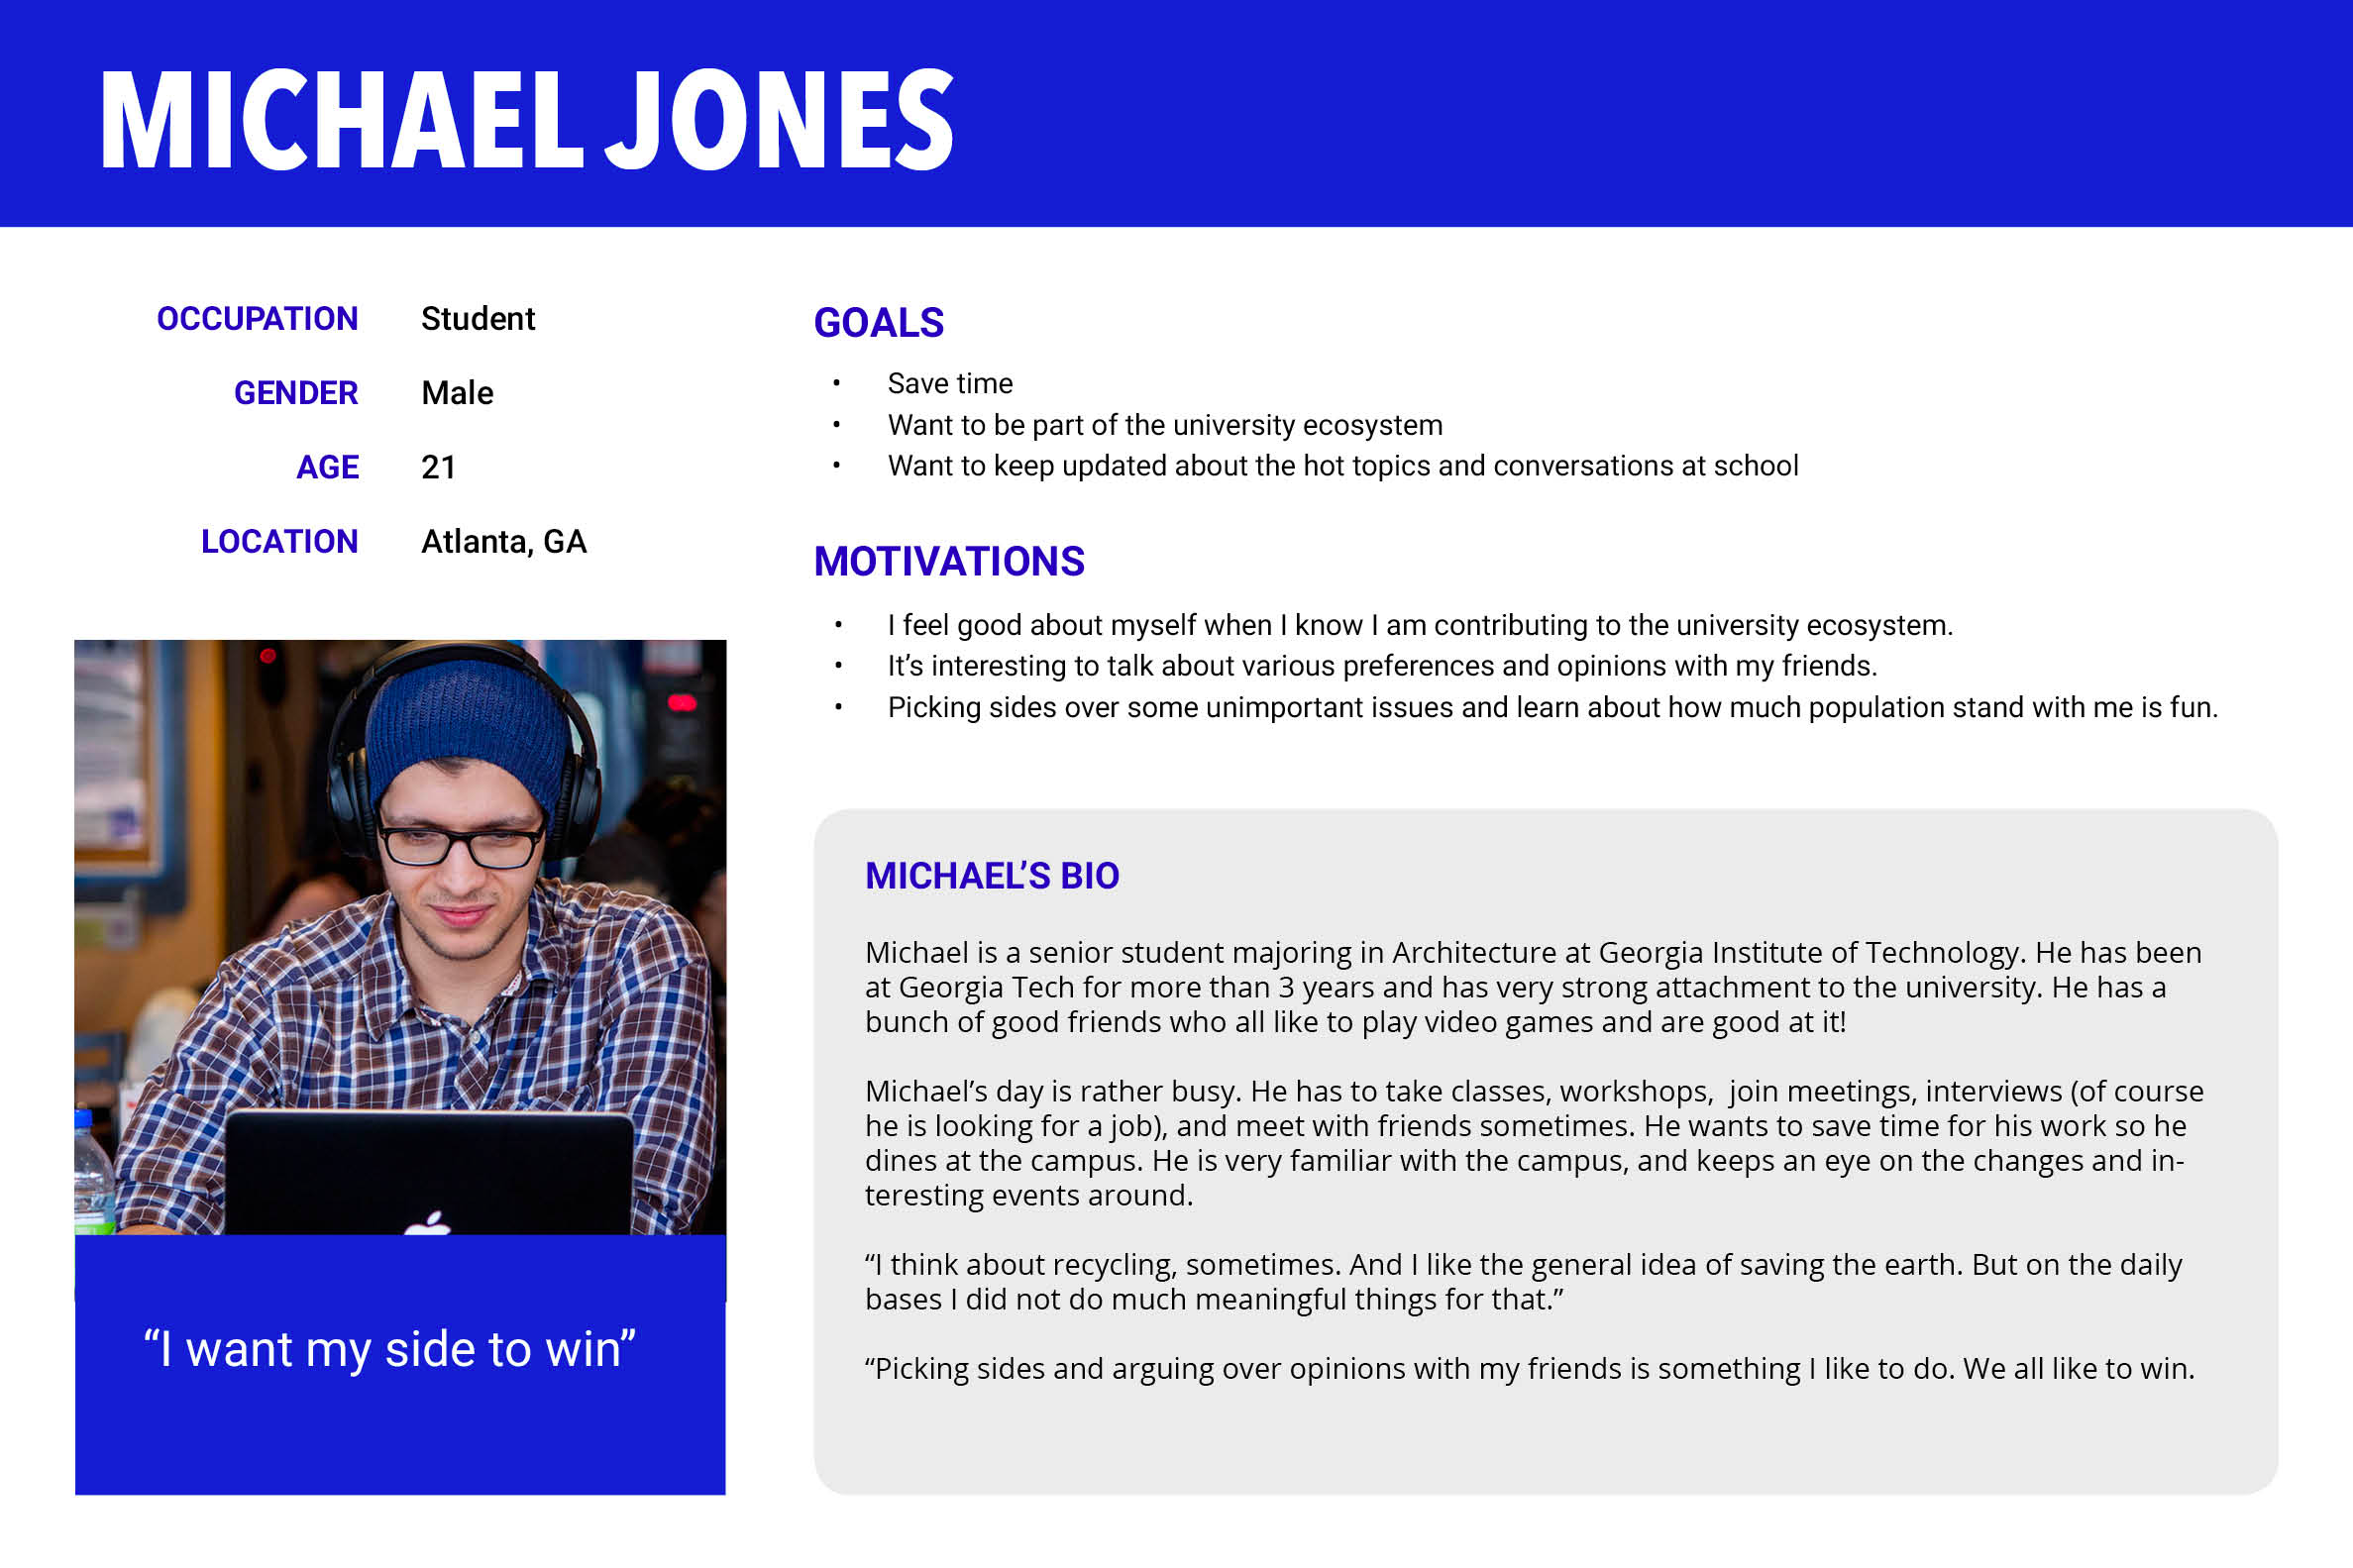 MICHAEL JONES
OCCUPATION Student
GENDER Male
AGE 21
LOCATION Atlanta, GA
“I want my side to win”
GOALS
• Save time
• Want to be part of the university ecosystem
• Want to keep updated about the hot topics and conversations at school
MOTIVATIONS
• I feel good about myself when I know I am contributing to the university ecosystem.
• It’s interesting to talk about various preferences and opinions with my friends.
• Picking sides over some unimportant issues and learn about how much population stand with me is fun.
MICHAEL’S BIO
Michael is a senior student majoring in Architecture at Georgia Institute of Technology. He has been
at Georgia Tech for more than 3 years and has very strong attachment to the university. He has a
bunch of good friends who all like to play video games and are good at it!
Michael’s day is rather busy. He has to take classes, workshops,  join meetings, interviews (of course
he is looking for a job), and meet with friends sometimes. He wants to save time for his work so he
dines at the campus. He is very familiar with the campus, and keeps an eye on the changes and in-
teresting events around.
“I think about recycling, sometimes. And I like the general idea of saving the earth. But on the daily
bases I did not do much meaningful things for that.”
“Picking sides and arguing over opinions with my friends is something I like to do. We all like to win.